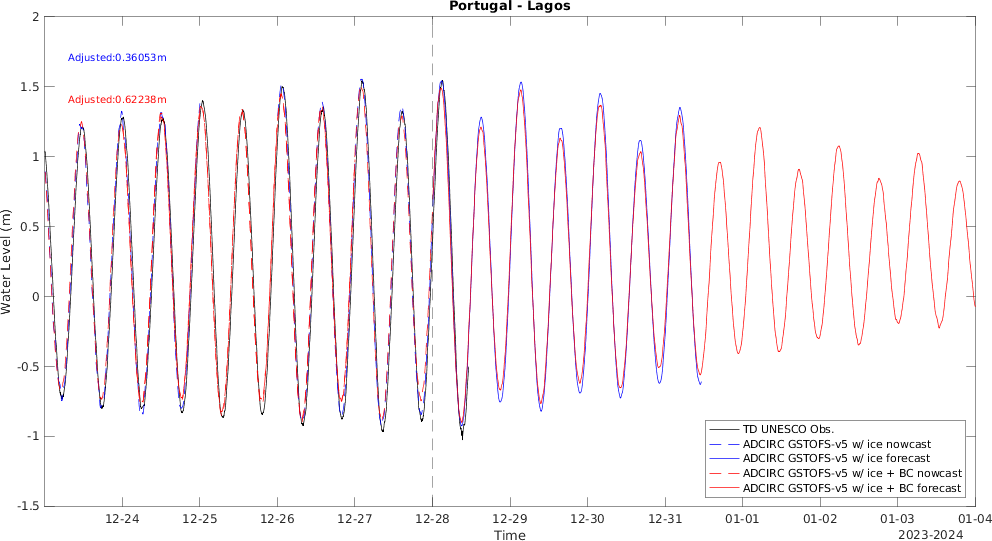 Portugal - Lagos
Adjusted:0.36053m
Adjusted:0.62238m
Water Level (m)
2
1.5
1
0.5
0
-0.5
-1
-1.5
TD UNESCO Obs.
ADCIRC GSTOFS-v5 w/ ice nowcast
ADCIRC GSTOFS-v5 w/ ice forecast
ADCIRC GSTOFS-v5 w/ ice + BC nowcast
ADCIRC GSTOFS-v5 w/ ice + BC forecast
12-24 12-25 12-26 12-27 12-28 12-29 12-30 12-31 01-01 01-02 01-03 01-04
Time
2023-2024